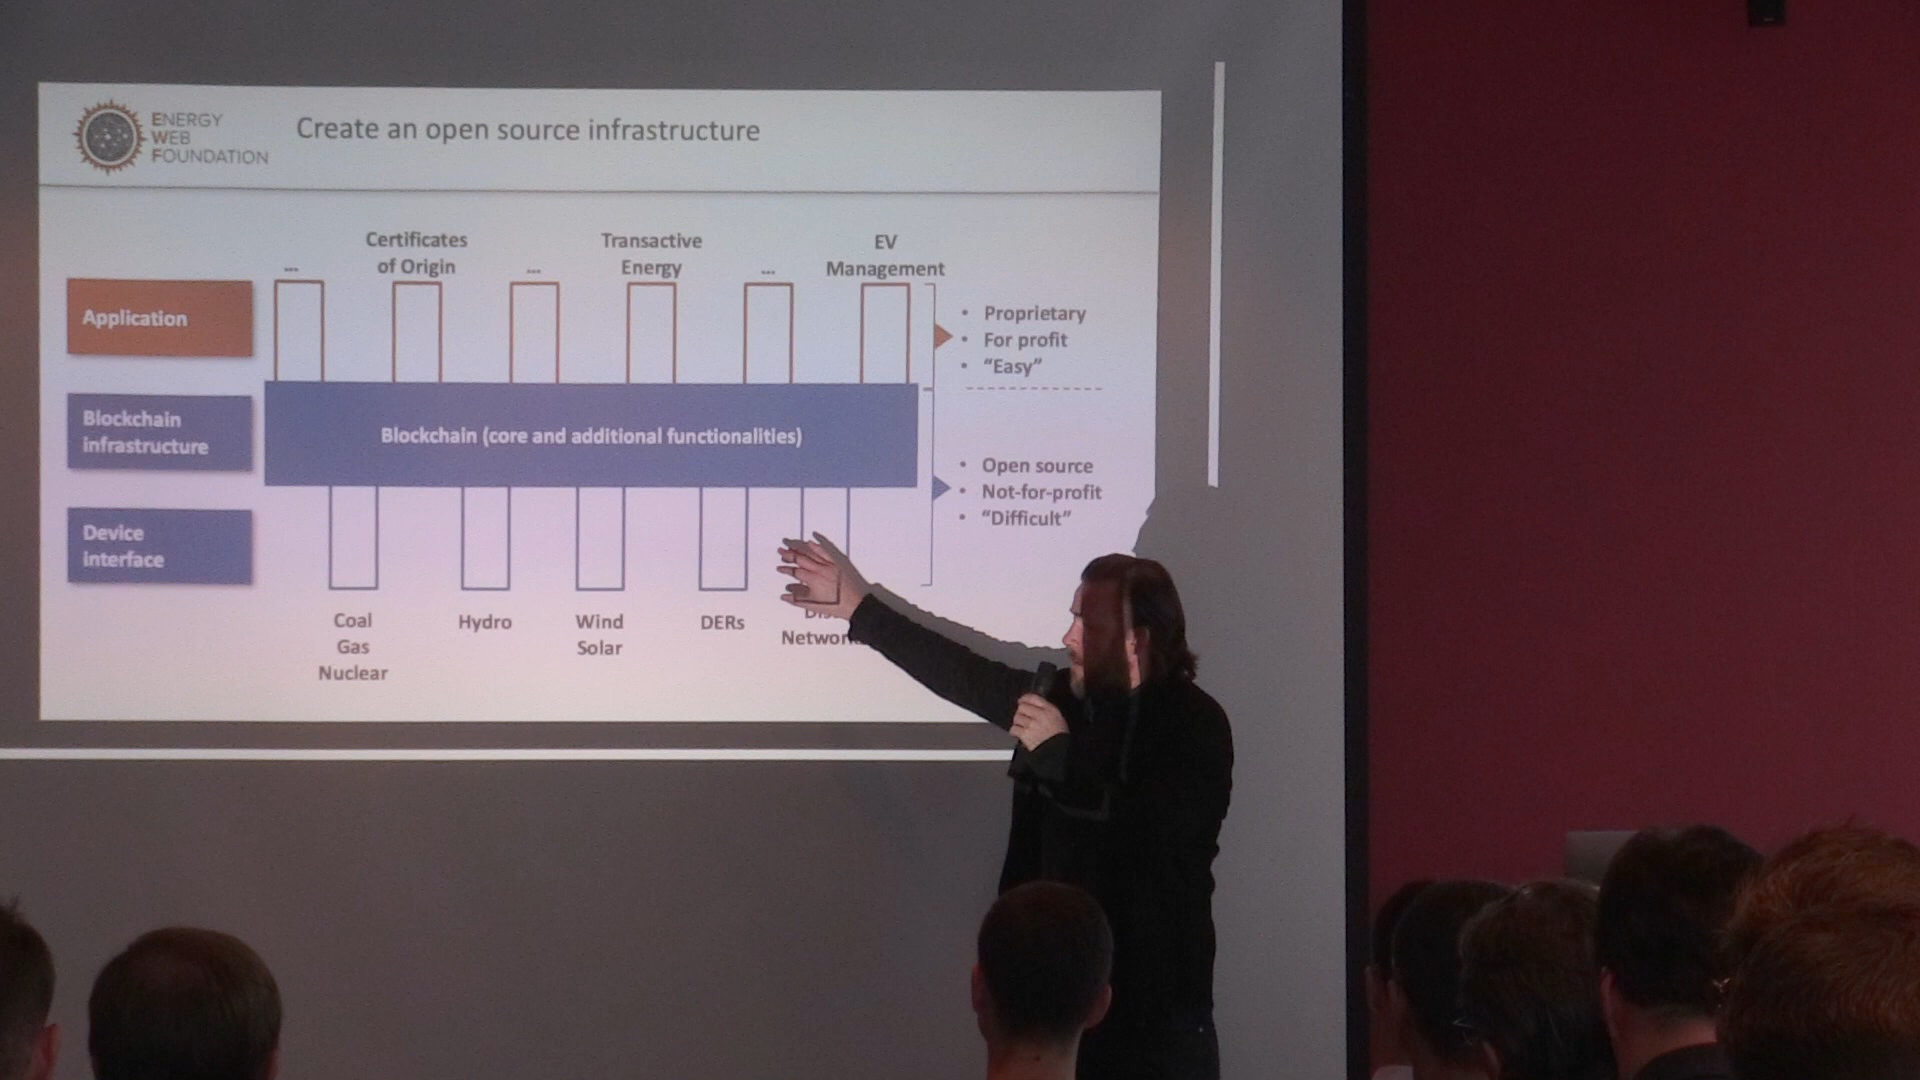 ENERGY
WEB
FOUNDATION
Create an open source infrastructure
...
Certificates
of Origin
...
Transactive
Energy
...
EV
Management
Application
• Proprietary
• For profit
• “Easy”
Blockchain
infrastructure
Blockchain (core and additional functionalities)
• Open source
• Not-for-profit
• “Difficult”
Device
interface
Coal
Gas
Nuclear
Hydro
Wind
Solar
DERs